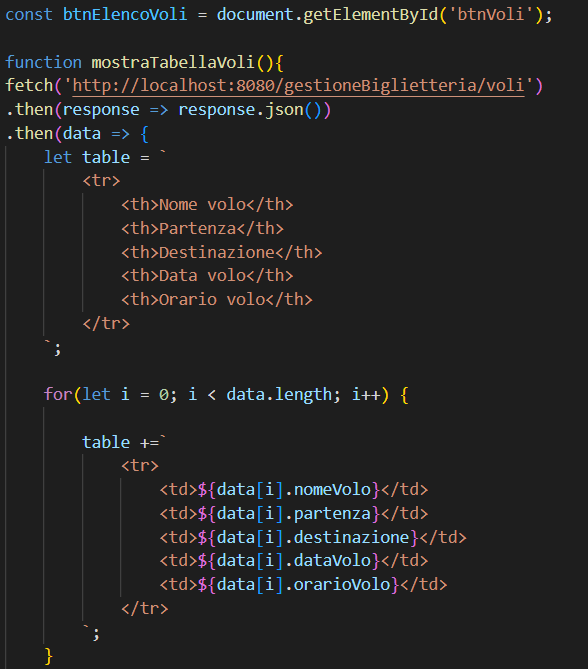 const btnElencoVoli = document.getElementById('btnVoli');
function mostraTabellaVoli(){
fetch('http://localhost:8080/gestioneBiglietteria/voli')
.then(response => response.json())
.then(data => {
let table = `
<tr>
<th>Nome volo</th>
<th>Partenza</th>
<th>Destinazione</th>
<th>Data volo</th>
<th>Orario volo</th>
</tr>
`;
for(let i = 0; i < data.length; i++) {
table +=`
<tr>
<td>${data[i].nomeVolo}</td>
<td>${data[i].partenza}</td>
<td>${data[i].destinazione}</td>
<td>${data[i].dataVolo}</td>
<td>${data[i].orarioVolo}</td>
</tr>
`;
}